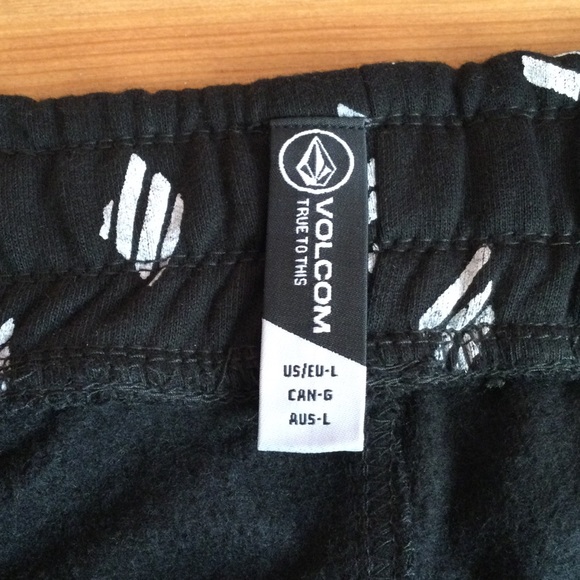 VOLCOM
TRUE TO THIS
US/EU-L
CAN-G
AUS-L